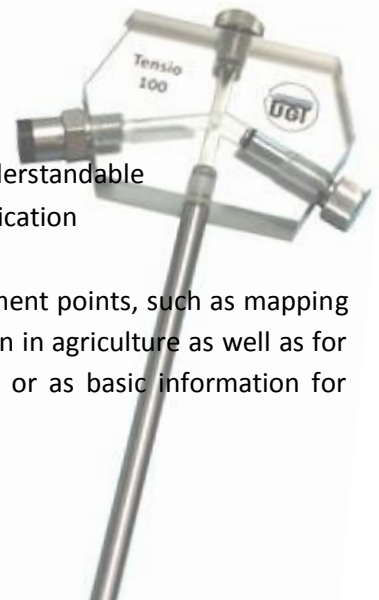 Tensio
100
UGT
derstandable
ication
ment points, such as mapping
n in agriculture as well as for
or as basic information for